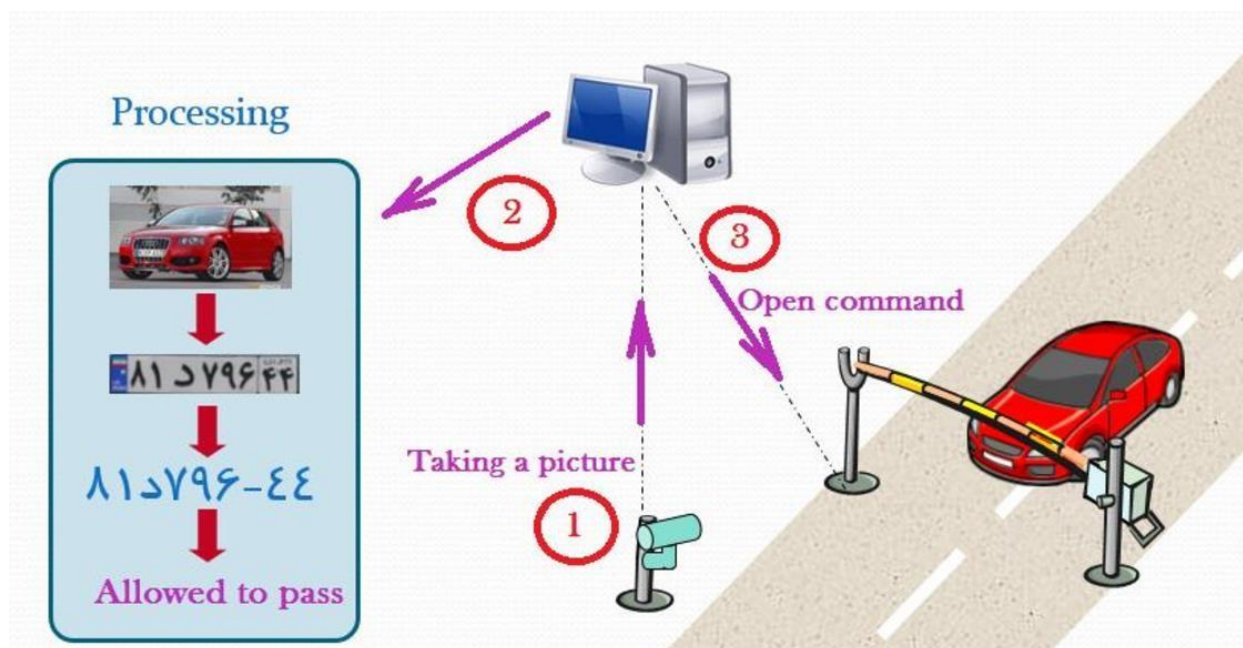 Processing
۸۱ د ۷۹۶ ۴۴
۸۱د۷۹۶-٤٤
Allowed to pass
2
3
Open command
Taking a picture
1